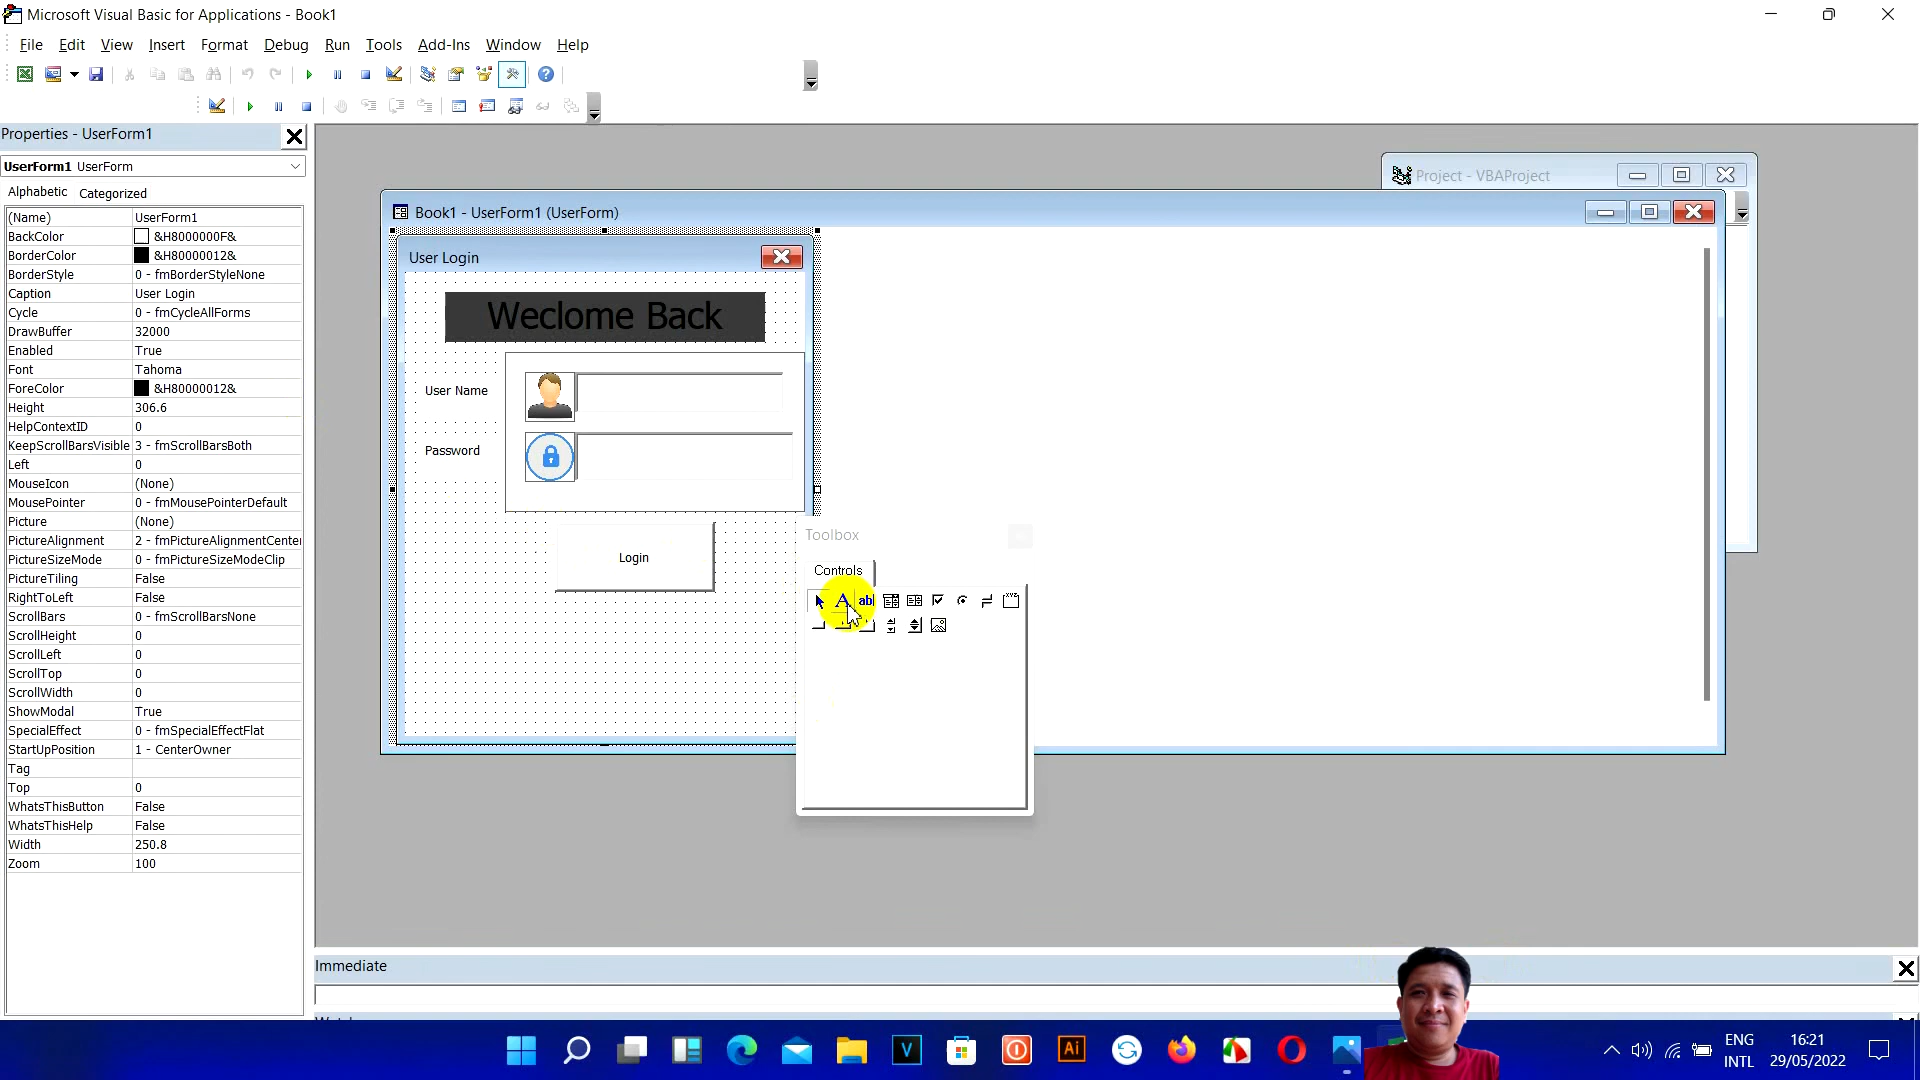 Microsoft Visual Basic for Applications - Book1
File Edit View Insert Format Debug Run Tools Add-Ins Window Help
Properties - UserForm1
UserForm1 UserForm
Alphabetic Categorized
(Name) UserForm1
BackColor &H8000000F&
BorderColor &H80000012&
BorderStyle 0 - fmBorderStyleNone
Caption User Login
Cycle 0 - fmCycleAllForms
DrawBuffer 32000
Enabled True
Font Tahoma
ForeColor &H80000012&
Height 306.6
HelpContextID 0
KeepScrollBarsVisible 3 - fmScrollBarsBoth
Left 0
MouseIcon (None)
MousePointer 0 - fmMousePointerDefault
Picture (None)
PictureAlignment 2 - fmPictureAlignmentCenter
PictureSizeMode 0 - fmPictureSizeModeClip
PictureTiling False
RightToLeft False
ScrollBars 0 - fmScrollBarsNone
ScrollHeight 0
ScrollLeft 0
ScrollTop 0
ScrollWidth 0
ShowModal True
SpecialEffect 0 - fmSpecialEffectFlat
StartUpPosition 1 - CenterOwner
Tag
Top 0
WhatsThisButton False
WhatsThisHelp False
Width 250.8
Zoom 100
Project - VBAProject
Book1 - UserForm1 (UserForm)
User Login
Weclome Back
User Name
Password
Login
Toolbox
Controls
A ab
Immediate
V Ai
ENG
INTL
16:21
29/05/2022